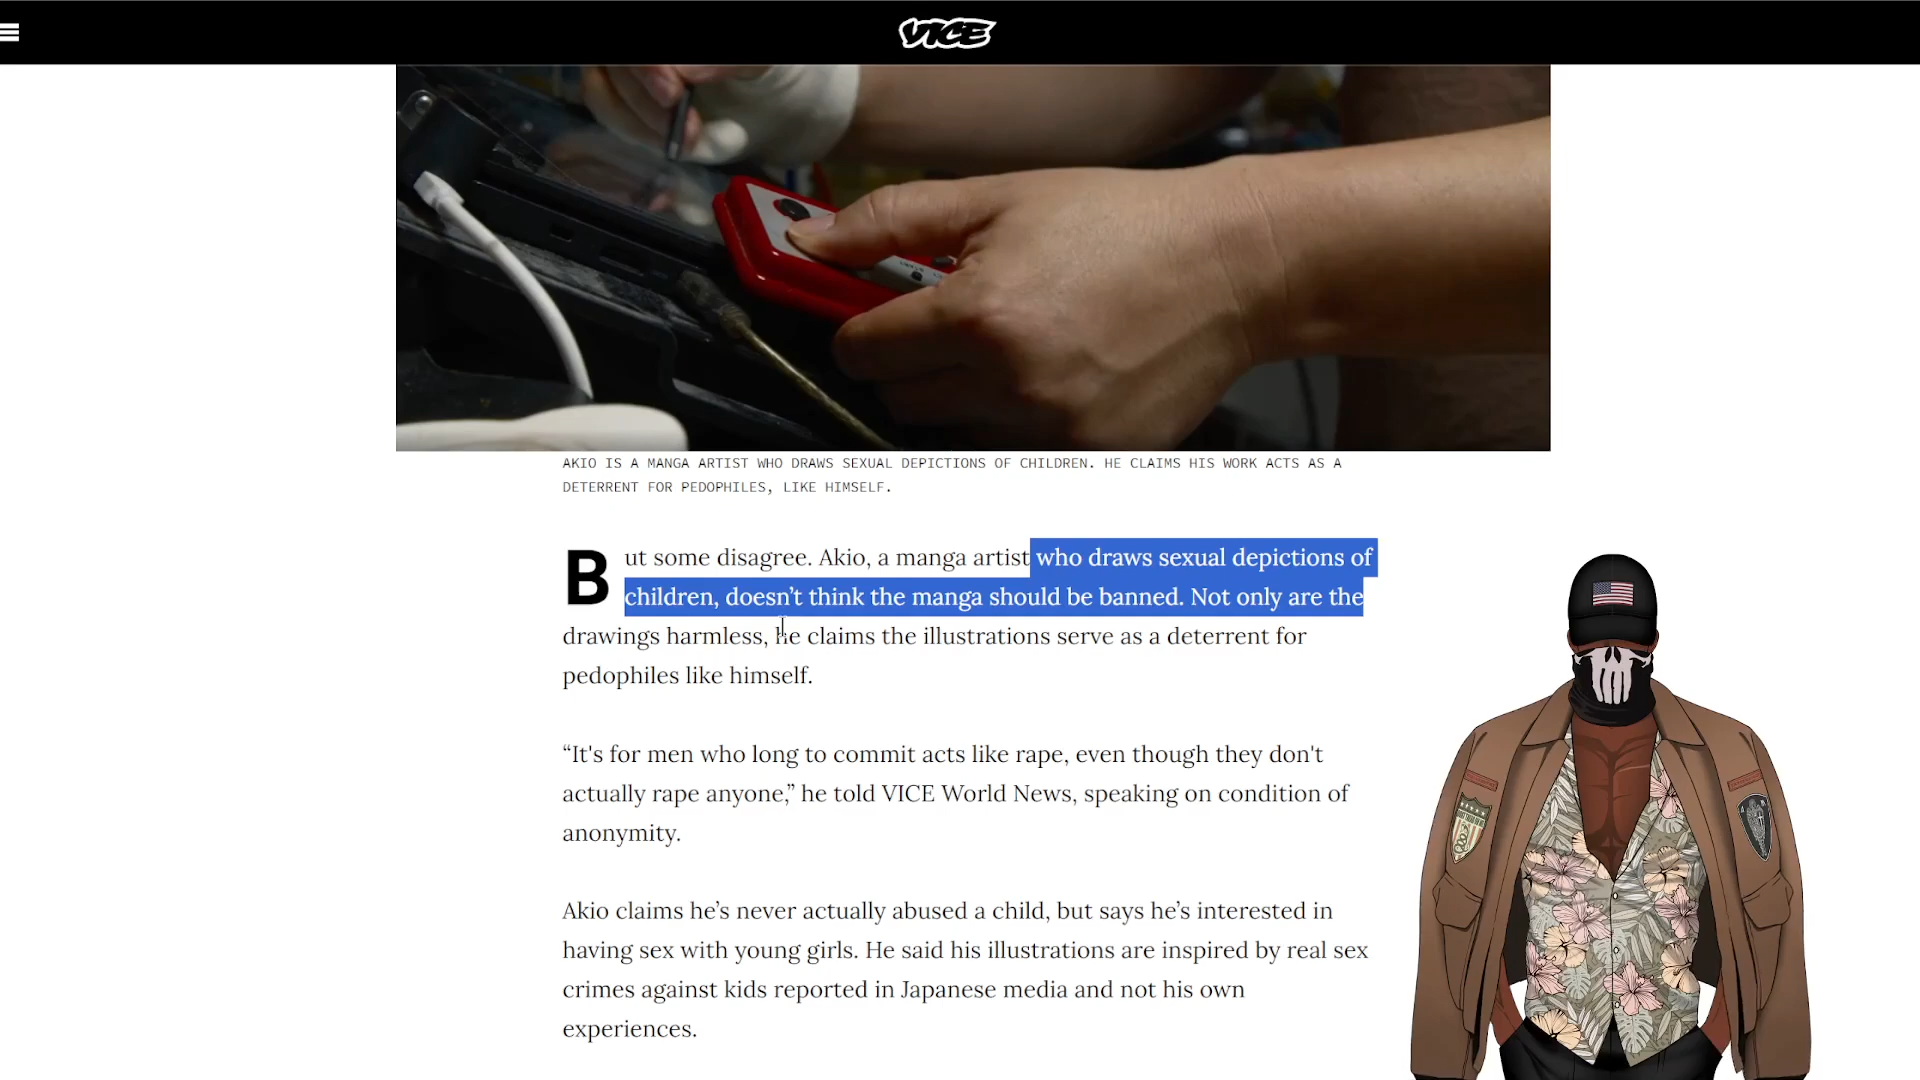 VICE
AKIO IS A MANGA ARTIST WHO DRAWS SEXUAL DEPICTIONS OF CHILDREN. HE CLAIMS HIS WORK ACTS AS A
DETERRENT FOR PEDOPHILES, LIKE HIMSELF.
But some disagree. Akio, a manga artist who draws sexual depictions of
children, doesn’t think the manga should be banned. Not only are the
drawings harmless, he claims the illustrations serve as a deterrent for
pedophiles like himself.
“It's for men who long to commit acts like rape, even though they don't
actually rape anyone,” he told VICE World News, speaking on condition of
anonymity.
Akio claims he’s never actually abused a child, but says he’s interested in
having sex with young girls. He said his illustrations are inspired by real sex
crimes against kids reported in Japanese media and not his own
experiences.